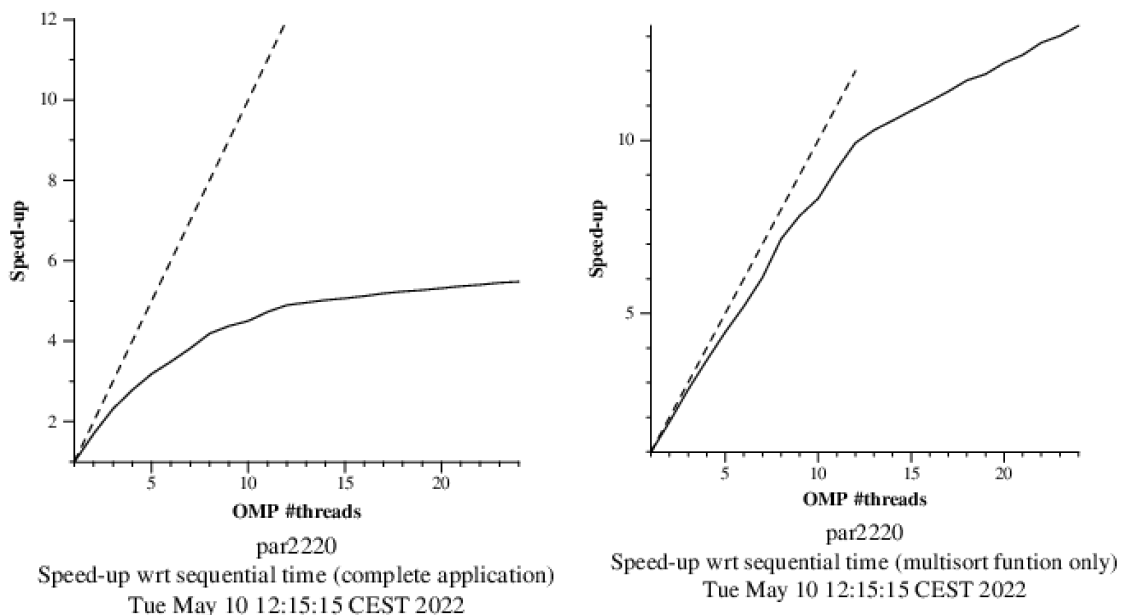 12
10
8
6
4
2
Speed-up
5
10
15
20
OMP #threads
par2220
Speed-up wrt sequential time (complete application)
Tue May 10 12:15:15 CEST 2022
10
5
Speed-up
5
10
15
20
OMP #threads
par2220
Speed-up wrt sequential time (multisort funtion only)
Tue May 10 12:15:15 CEST 2022